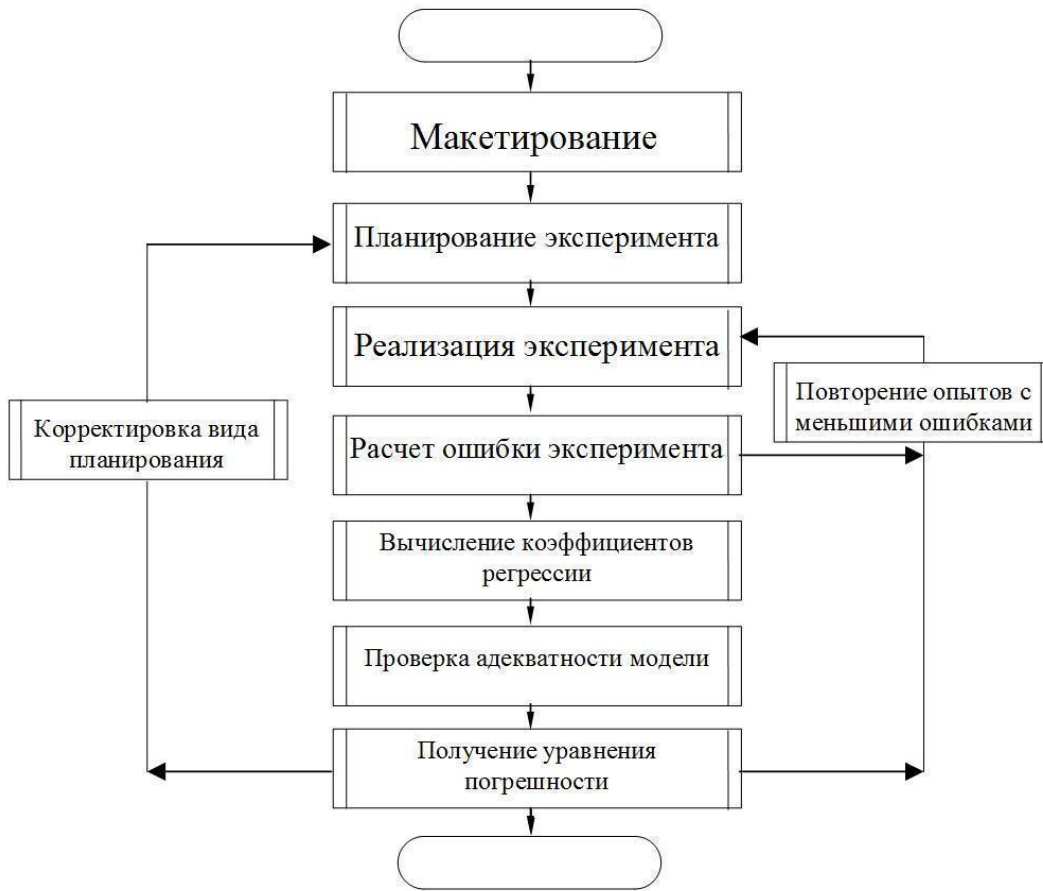 Макетирование
Планирование эксперимента
Реализация эксперимента
Повторение опытов с
меньшими ошибками
Корректировка вида
планирования
Расчет ошибки эксперимента
Вычисление коэффициентов
регрессии
Проверка адекватности модели
Получение уравнения
погрешности